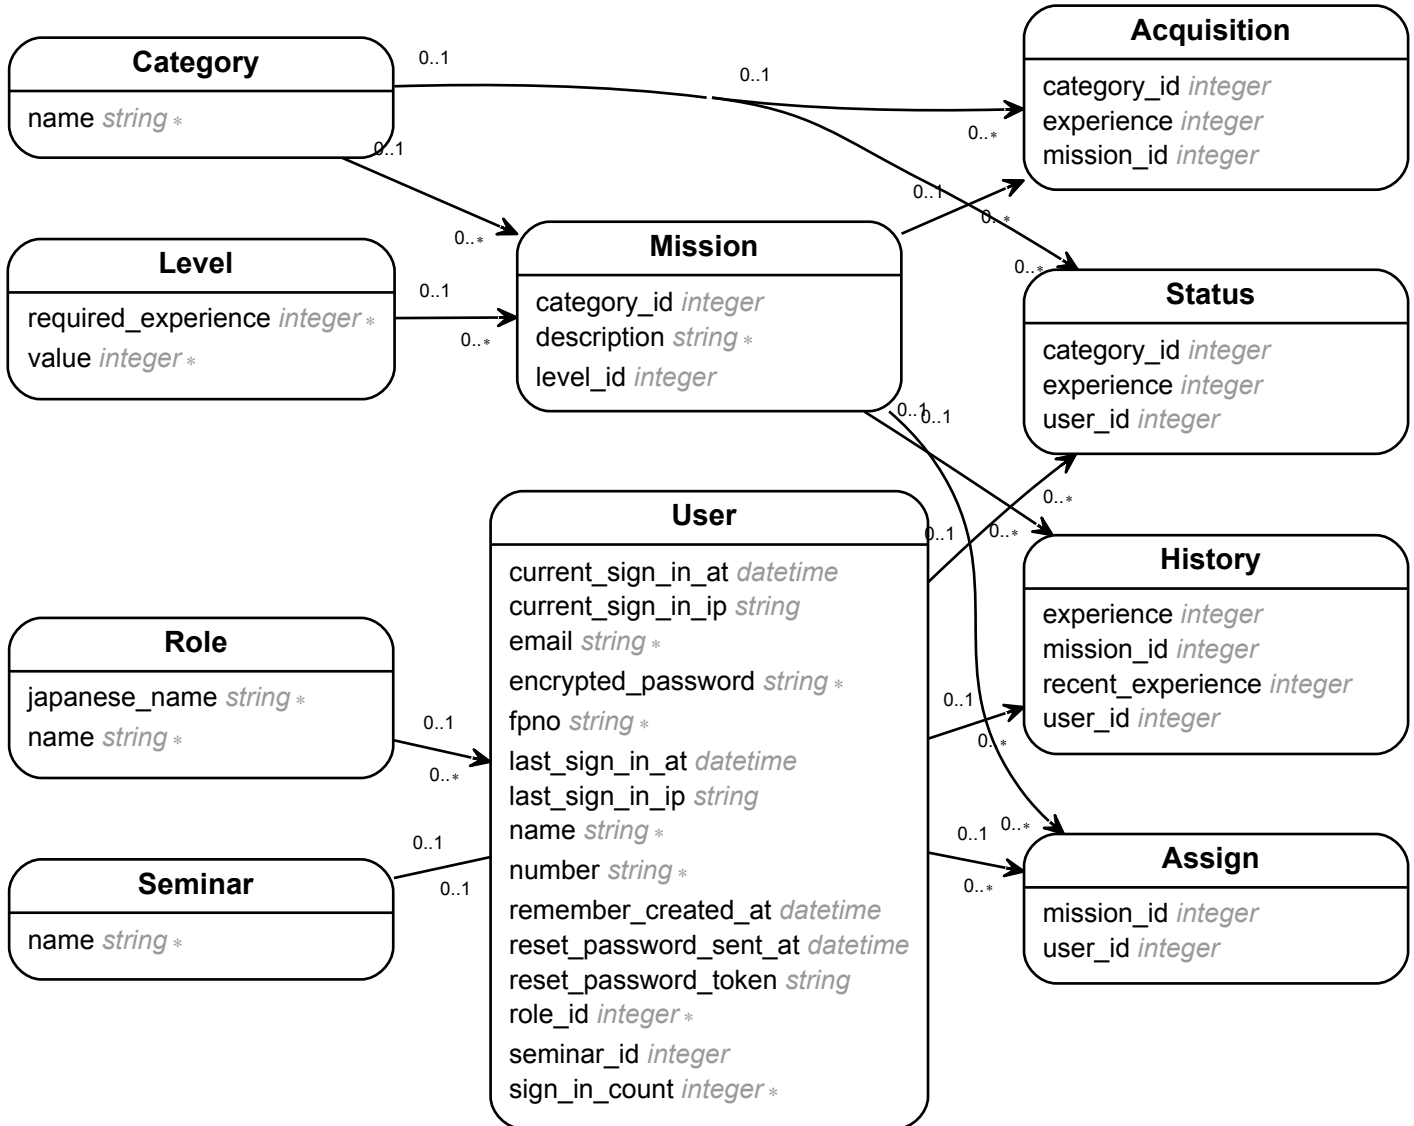 Category
name string *
Level
required_experience integer *
value integer *
Role
japanese_name string *
name string *
Seminar
name string *
Mission
category_id integer
description string *
level_id integer
User
current_sign_in_at datetime
current_sign_in_ip string
email string *
encrypted_password string *
fpno string *
last_sign_in_at datetime
last_sign_in_ip string
name string *
number string *
remember_created_at datetime
reset_password_sent_at datetime
reset_password_token string
role_id integer *
seminar_id integer
sign_in_count integer *
Acquisition
category_id integer
experience integer
mission_id integer
Status
category_id integer
experience integer
user_id integer
History
experience integer
mission_id integer
recent_experience integer
user_id integer
Assign
mission_id integer
user_id integer
0..1
0..1
0..*
0..1
0..*
0..1
0..*
0..1
0..*
0..*
0..1
0..1
0..*
0..1
0..*
0..1
0..*
0..1
0..*
0..1
0..*
0..1
0..1